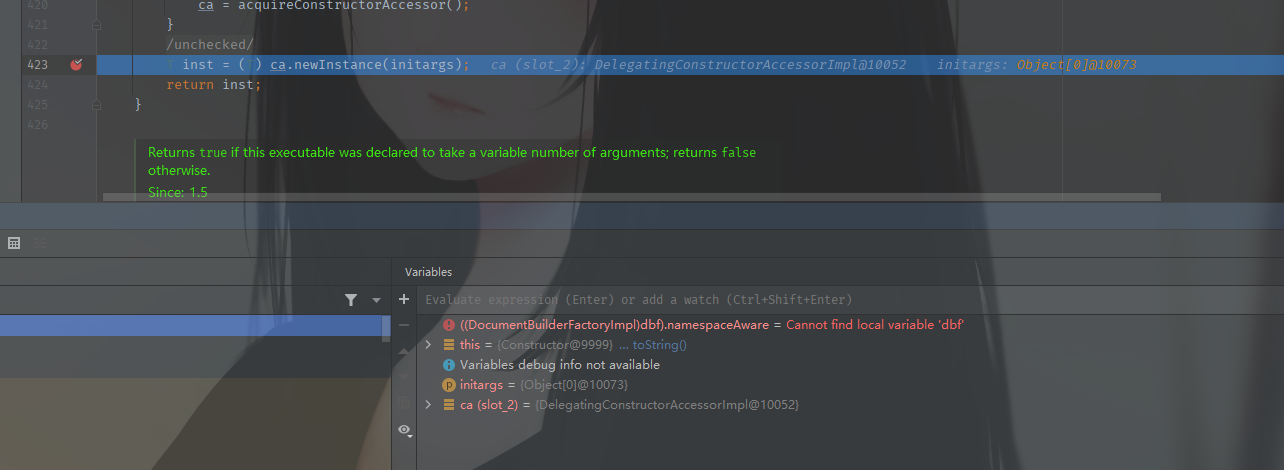 420 ca = acquireConstructorAccessor();
421 }
422 /unchecked/
423 inst = ( ) ca.newInstance(initargs); ca (slot_2): DelegatingConstructorAccessorImpl@10052 initargs: Object[0]@10073
424 return inst;
425 }
426
Returns true if this executable was declared to take a variable number of arguments; returns false
otherwise.
Since: 1.5
Variables
Evaluate expression (Enter) or add a watch (Ctrl+Shift+Enter)
((DocumentBuilderFactoryImpl)dbf).namespaceAware = Cannot find local variable 'dbf'
this = {Constructor@9999} ... toString()
Variables debug info not available
initargs = {Object[0]@10073}
ca (slot_2) = {DelegatingConstructorAccessorImpl@10052}